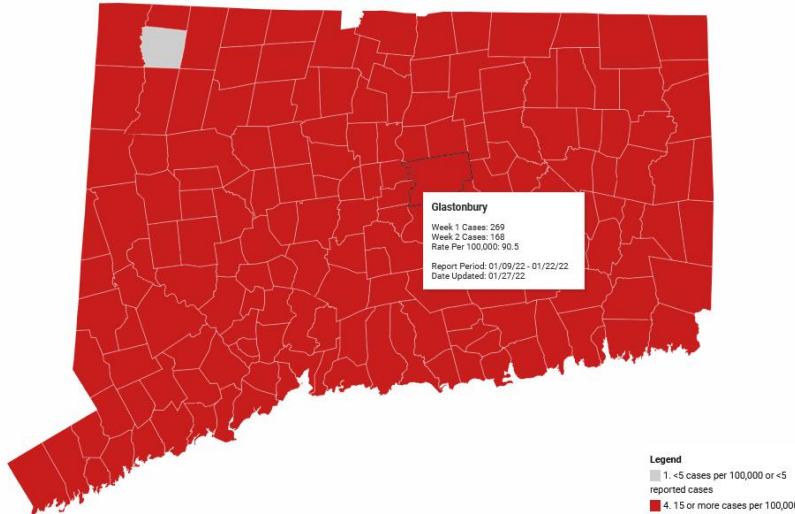 Glastonbury
Week 1 Cases: 269
Week 2 Cases: 168
Rate Per 100,000: 90.5
Report Period: 01/09/22 - 01/22/22
Date Updated: 01/27/22
Legend
1. <5 cases per 100,000 or <5
reported cases
4. 15 or more cases per 100,000